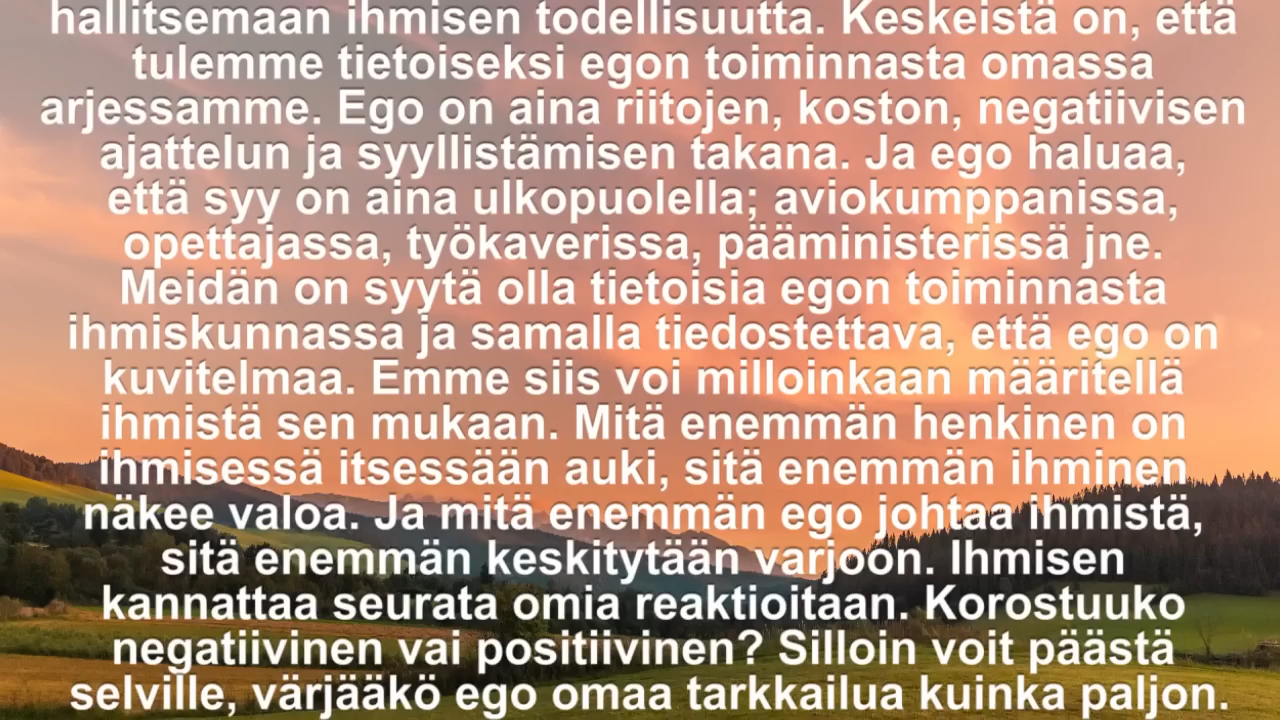 hallitsemaan ihmisen todellisuutta. Keskeistä on, että
tulemme tietoiseksi egon toiminnasta omassa
arjessamme. Ego on aina riitojen, koston, negatiivisen
ajattelun ja syyllistämisen takana. Ja ego haluaa,
että syy on aina ulkopuolella; aviokumppanissa,
opettajassa, työkaverissa, pääministerissä jne.
Meidän on syytä olla tietoisia egon toiminnasta
ihmiskunnassa ja samalla tiedostettava, että ego on
kuvitelmaa. Emme siis voi milloinkaan määritellä
ihmistä sen mukaan. Mitä enemmän henkinen on
ihmisessä itsessään auki, sitä enemmän ihminen
näkee valoa. Ja mitä enemmän ego johtaa ihmistä,
sitä enemmän keskitytään varjoon. Ihmisen
kannattaa seurata omia reaktioitaan. Korostuuko
negatiivinen vai positiivinen? Silloin voit päästä
selville, värjääkö ego omaa tarkkailua kuinka paljon.